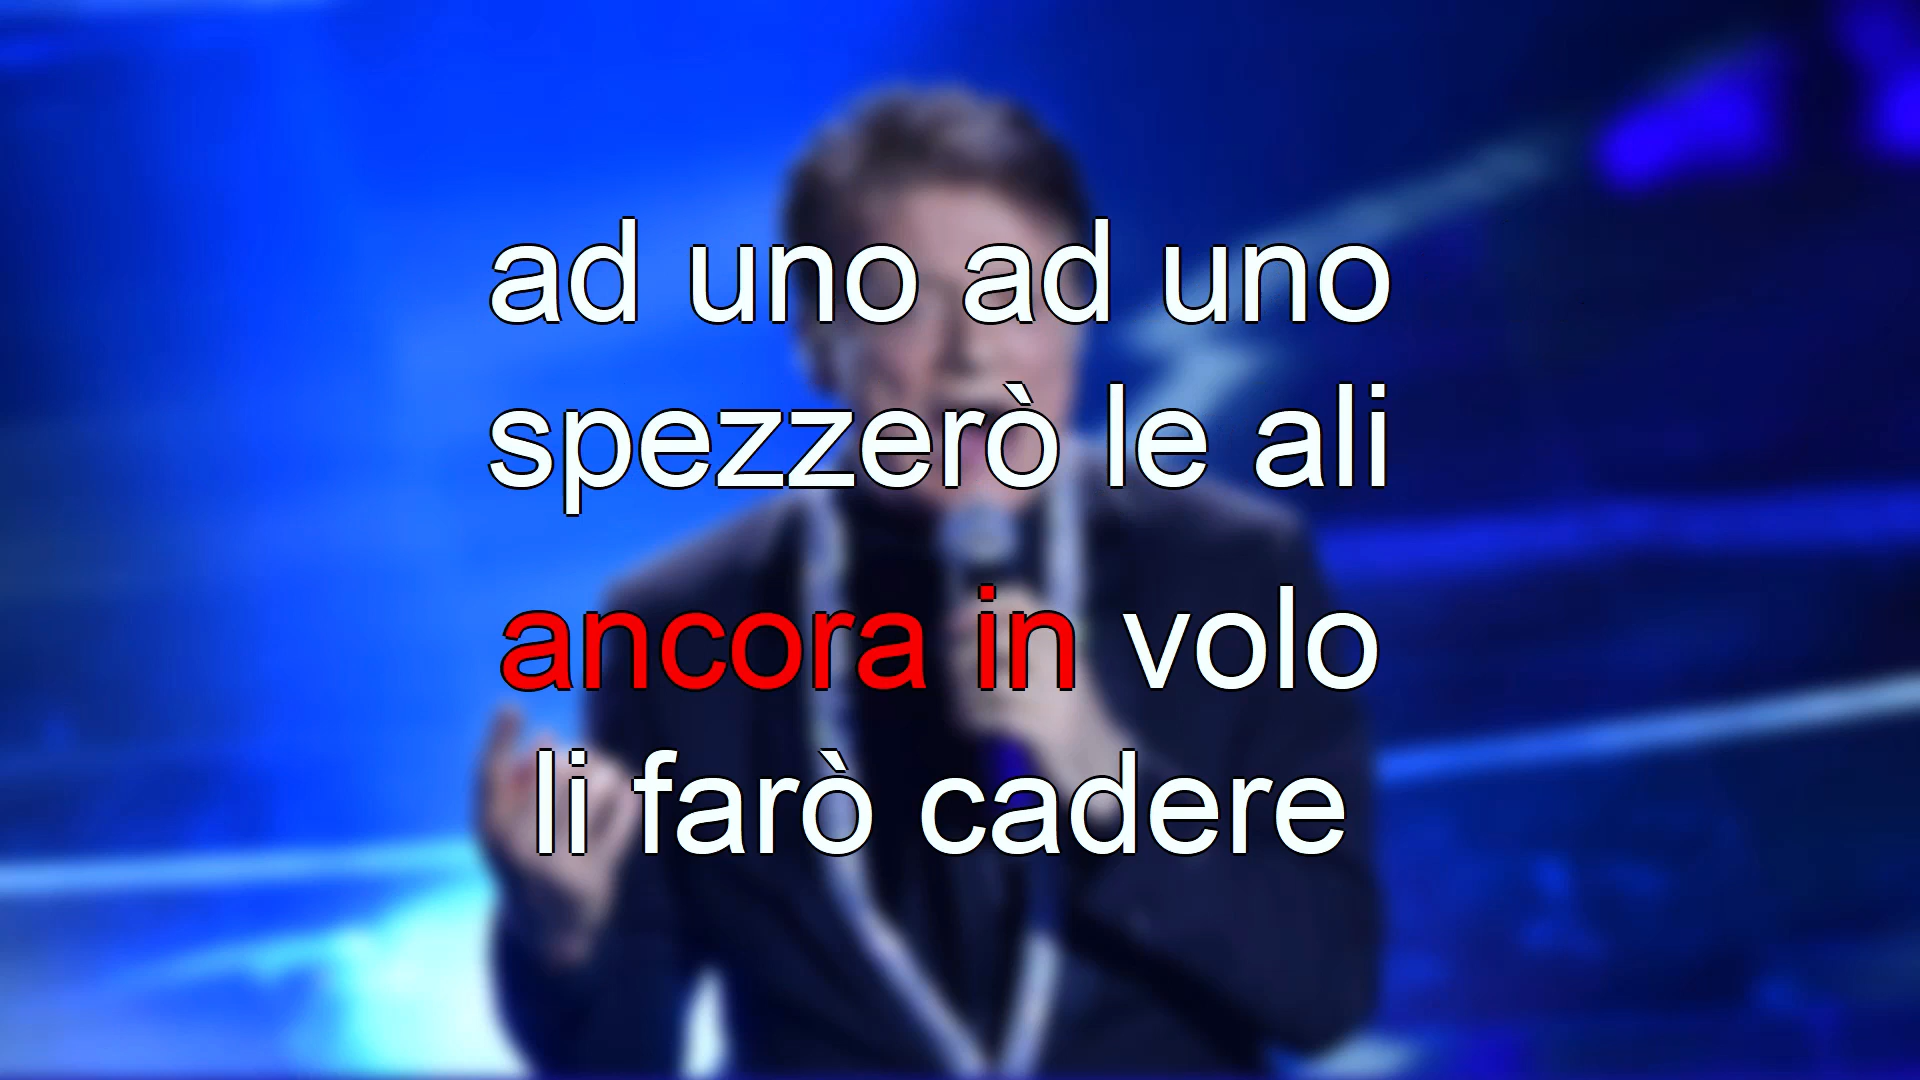 ad uno ad uno
spezzerò le ali
ancora in volo
li farò cadere